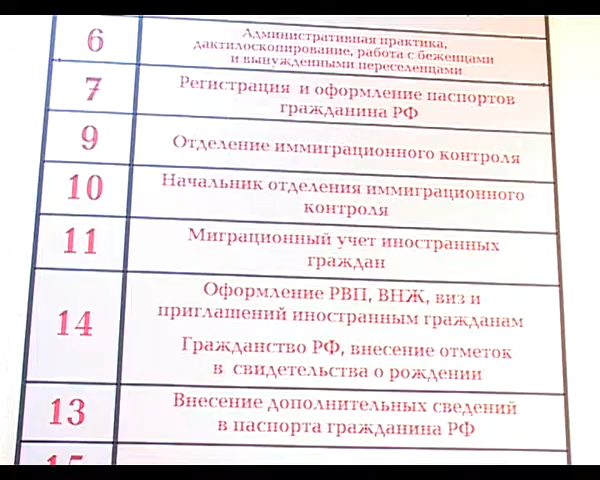 6
Административная практика,
дактилоскопирование, работа с беженцами
и вынужденными переселенцами
7
Регистрация и оформление паспортов
гражданина РФ
9
Отделение иммиграционного контроля
10
Начальник отделения иммиграционного
контроля
11
Миграционный учет иностранных
граждан
14
Оформление РВП, ВНЖ, виз и
приглашений иностранным гражданам
Гражданство РФ, внесение отметок
в свидетельства о рождении
13
Внесение дополнительных сведений
в паспорта гражданина РФ